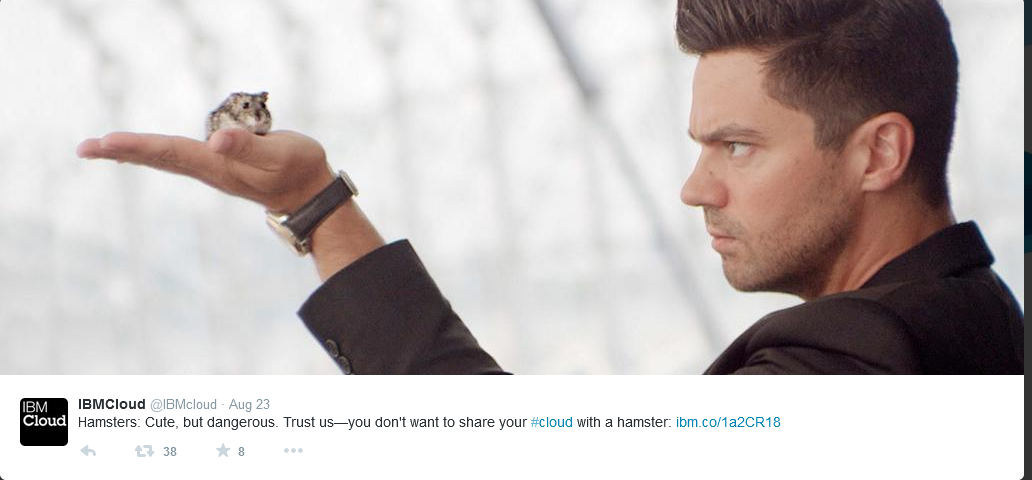 IBM
Cloud
IBMCloud @IBMcloud · Aug 23
Hamsters: Cute, but dangerous. Trust us—you don't want to share your #cloud with a hamster: ibm.co/1a2CR18
38 8